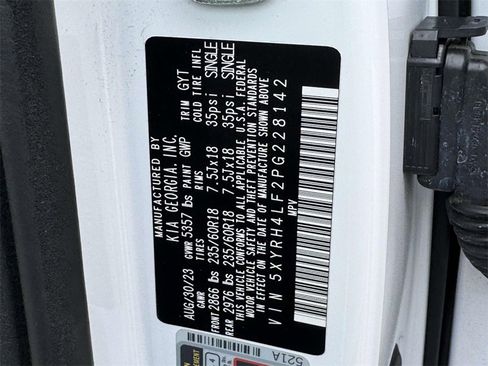 MANUFACTURED BY
KIA GEORGIA, INC.
AUG/30/23 GVWR 5357 lbs PAINT GWP TRIM GYT
GAWR TIRES RIMS COLD TIRE INFL
FRONT 2866 lbs 235/60R18 7.5Jx18 35psi SINGLE
REAR 2976 lbs 235/60R18 7.5Jx18 35psi SINGLE
THIS VEHICLE CONFORMS TO ALL APPLICABLE U.S.A. FEDERAL
MOTOR VEHICLE SAFETY AND THEFT PREVENTION STANDARDS
IN EFFECT ON THE DATE OF MANUFACTURE SHOWN ABOVE
VIN 5XYRH4LF2PG228142
MPV
521A